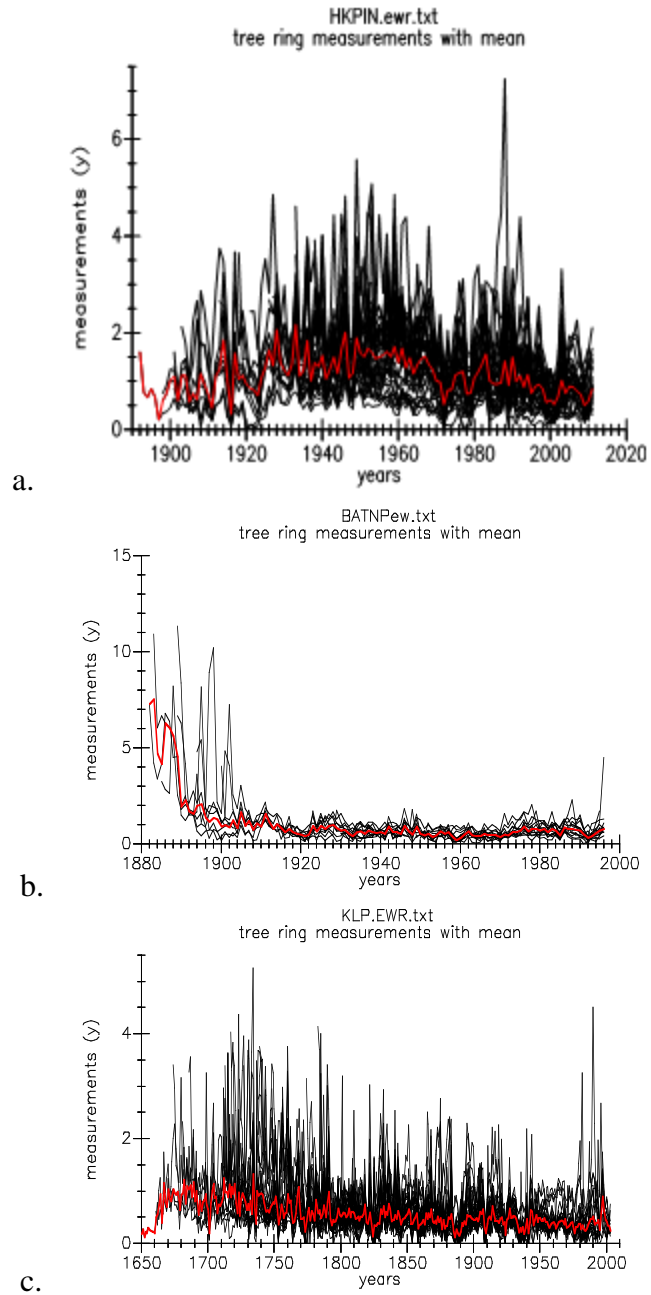 HKPIN.ewr.txt
tree ring measurements with mean
measurements (y)
6
4
2
0
1900 1920 1940 1960 1980 2000 2020
years
a.
BATNPew.txt
tree ring measurements with mean
measurements (y)
15
10
5
0
1880 1900 1920 1940 1960 1980 2000
years
b.
KLP.EWR.txt
tree ring measurements with mean
measurements (y)
4
2
0
1650 1700 1750 1800 1850 1900 1950 2000
years
c.